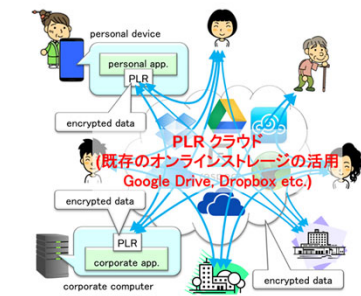 personal device
personal app.
PLR
encrypted data
PLR クラウド
(既存のオンラインストレージの活用
Google Drive, Dropbox etc.)
encrypted data
PLR
corporate app.
corporate computer
encrypted data